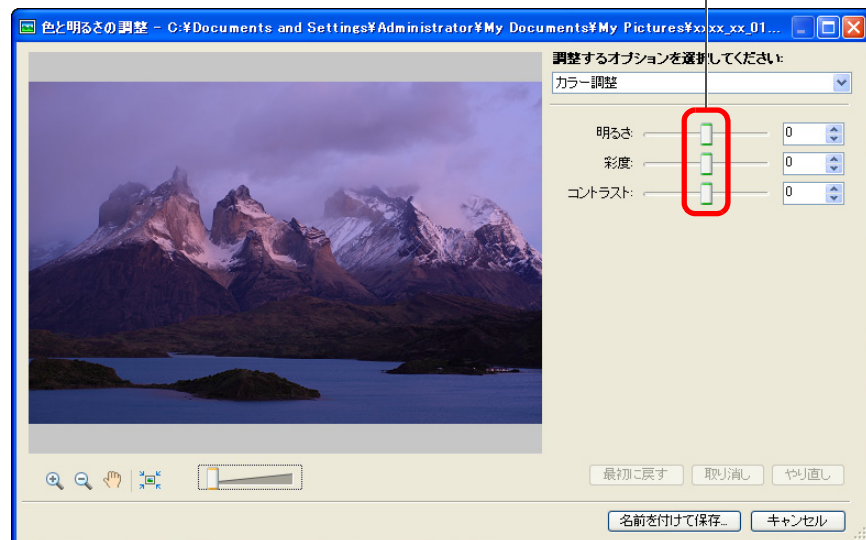 色と明るさの調整 - C:¥Documents and Settings¥Administrator¥My Documents¥My Pictures¥xxxx_xx_01...
調整するオプションを選択してください:
カラー調整
明るさ: 0
彩度: 0
コントラスト: 0
最初に戻す 取り消し やり直し
名前を付けて保存... キャンセル